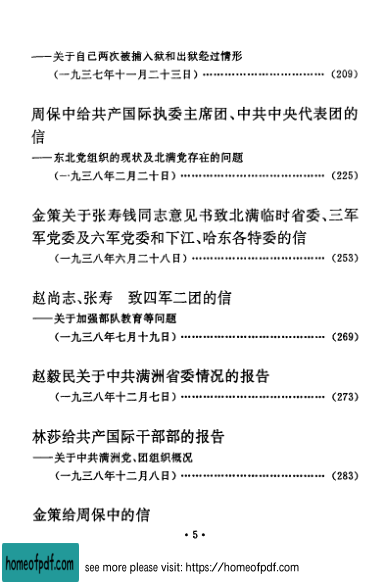 ——关于自己两次被捕入狱和出狱经过情形
(一九三七年十一月二十三日)…………………………(209)
周保中给共产国际执委主席团、中共中央代表团的
信
——东北党组织的现状及北满党存在的问题
(一九三八年二月二十日)……………………………(225)
金策关于张寿篯同志意见书致北满临时省委、三军
军党委及六军党委和下江、哈东各特委的信
(一九三八年六月二十八日)…………………………(253)
赵尚志、张寿 致四军二团的信
——关于加强部队教育等问题
(一九三八年七月十九日)……………………………(269)
赵毅民关于中共满洲省委情况的报告
(一九三八年十二月七日)……………………………(273)
林莎给共产国际干部部的报告
——关于中共满洲党、团组织概况
(一九三八年十二月八日)……………………………(283)
金策给周保中的信
·5·
homeofpdf.com
see more please visit: https://homeofpdf.com